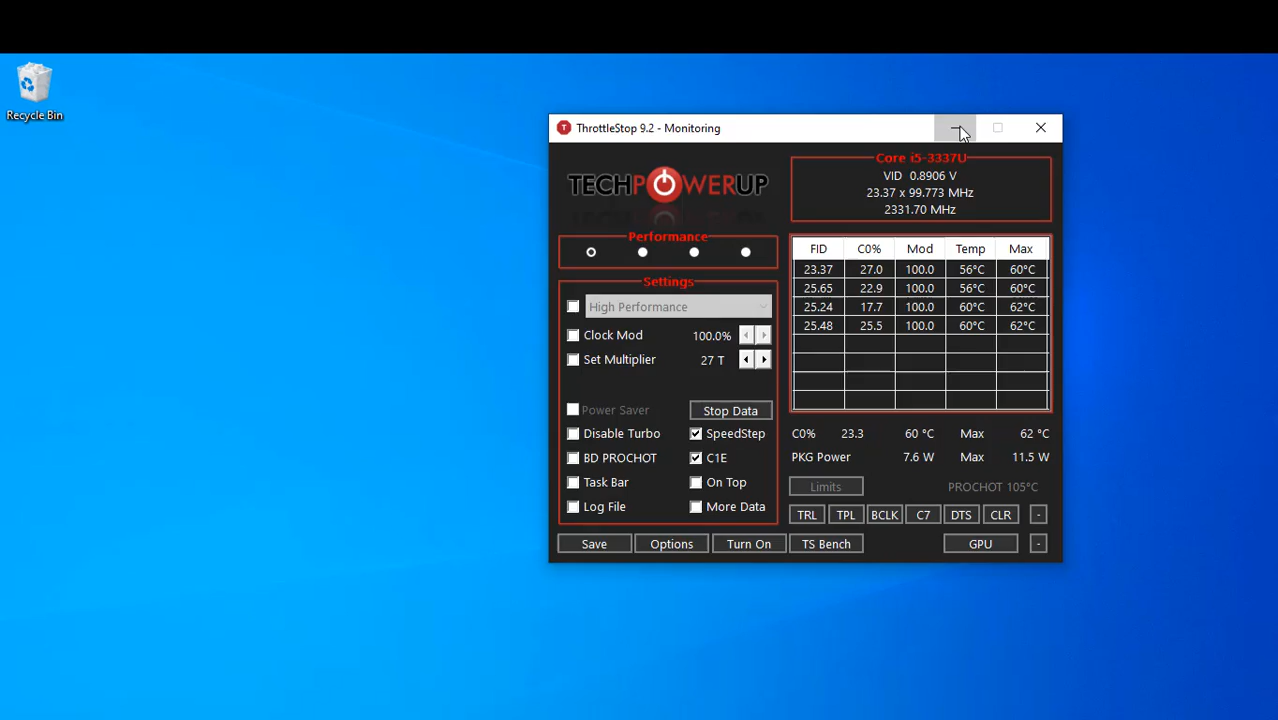 Recycle Bin
ThrottleStop 9.2 - Monitoring
TECHPOWERUP
Core i5-3337U
VID 0.8906 V
23.37 x 99.773 MHz
2331.70 MHz
Performance
Settings
High Performance
Clock Mod 100.0%
Set Multiplier 27 T
Power Saver Stop Data
Disable Turbo SpeedStep
BD PROCHOT C1E
Task Bar On Top
Log File More Data
Save Options Turn On TS Bench GPU -
FID C0% Mod Temp Max
23.37 27.0 100.0 56°C 60°C
25.65 22.9 100.0 56°C 60°C
25.24 17.7 100.0 60°C 62°C
25.48 25.5 100.0 60°C 62°C
C0% 23.3 60 °C Max 62 °C
PKG Power 7.6 W Max 11.5 W
Limits PROCHOT 105°C
TRL TPL BCLK C7 DTS CLR -